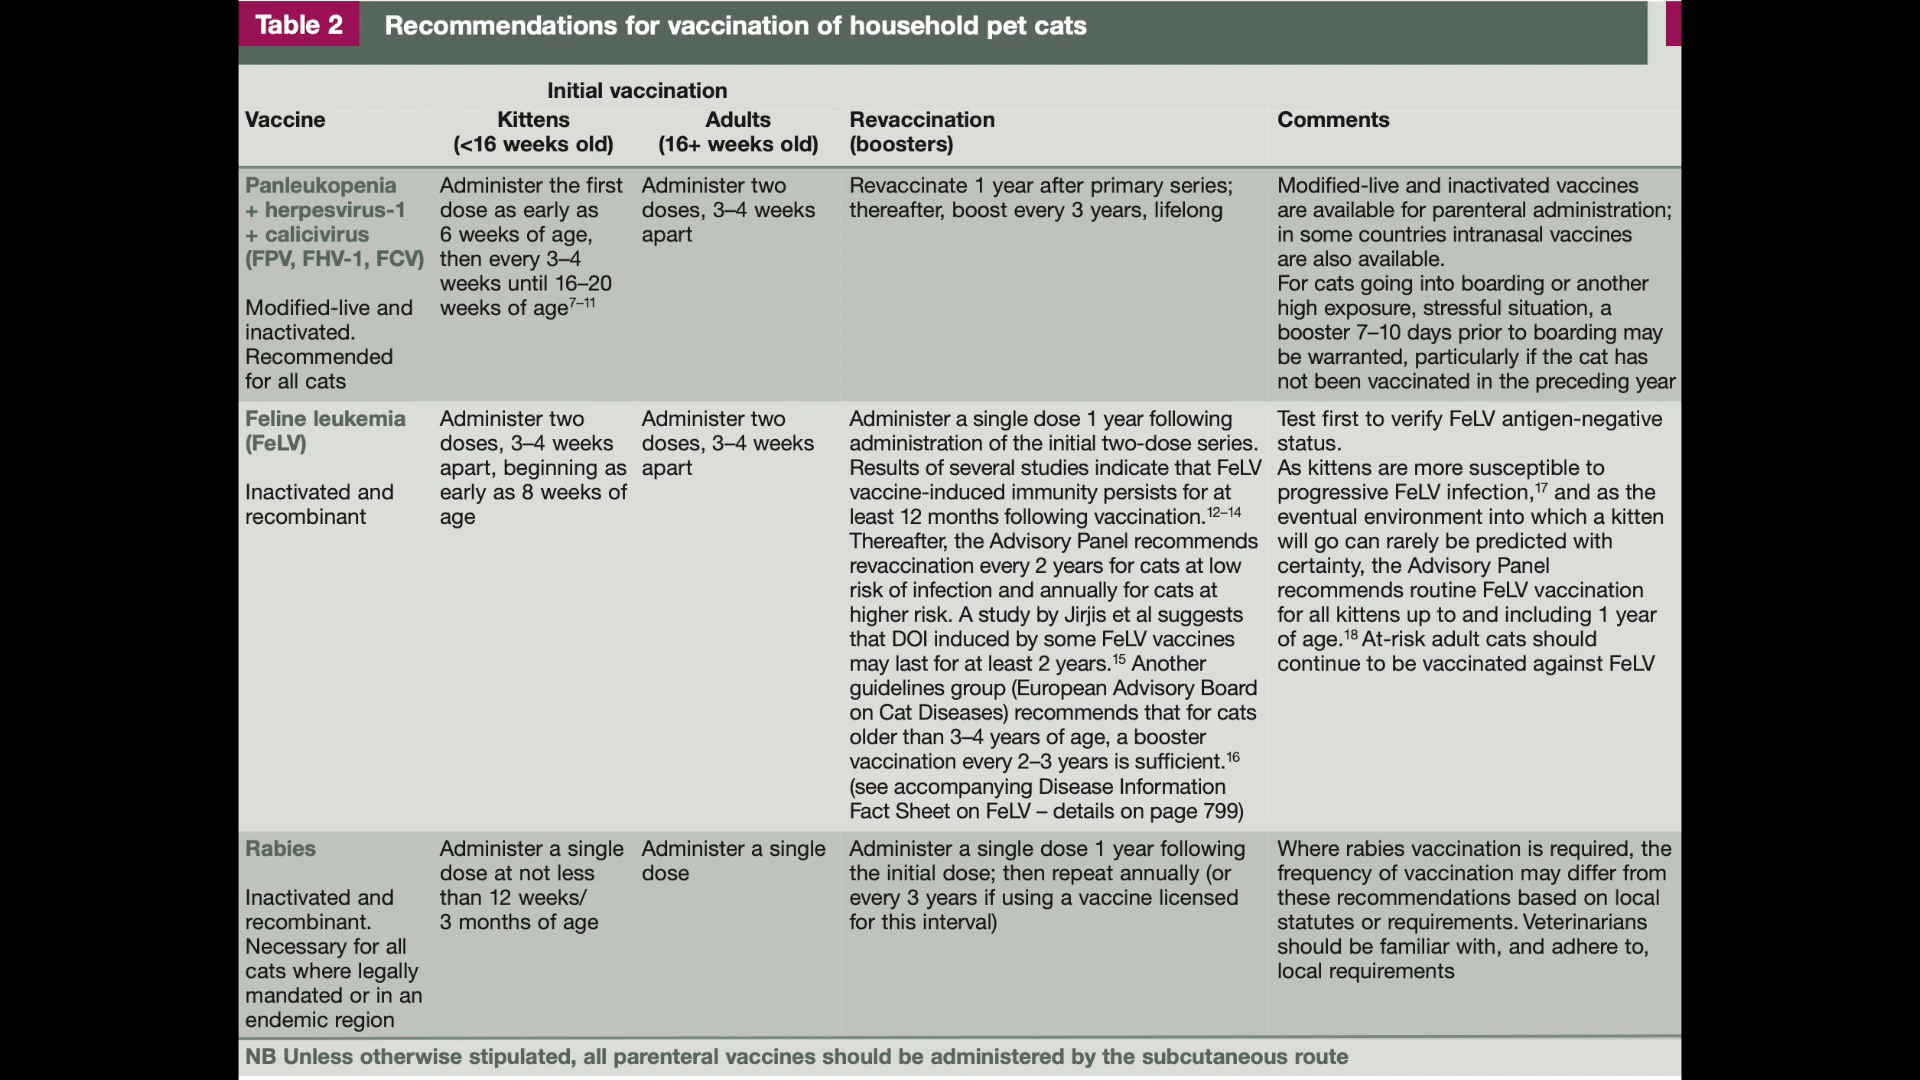 Table 2 Recommendations for vaccination of household pet cats
Initial vaccination
Vaccine
Kittens
(<16 weeks old)
Adults
(16+ weeks old)
Revaccination
(boosters)
Comments
Panleukopenia
+ herpesvirus-1
+ calicivirus
(FPV, FHV-1, FCV)
Modified-live and
inactivated.
Recommended
for all cats
Administer the first
dose as early as
6 weeks of age,
then every 3–4
weeks until 16–20
weeks of age7–11
Administer two
doses, 3–4 weeks
apart
Revaccinate 1 year after primary series;
thereafter, boost every 3 years, lifelong
Modified-live and inactivated vaccines
are available for parenteral administration;
in some countries intranasal vaccines
are also available.
For cats going into boarding or another
high exposure, stressful situation, a
booster 7–10 days prior to boarding may
be warranted, particularly if the cat has
not been vaccinated in the preceding year
Feline leukemia
(FeLV)
Inactivated and
recombinant
Administer two
doses, 3–4 weeks
apart, beginning as
early as 8 weeks of
age
Administer two
doses, 3–4 weeks
apart
Administer a single dose 1 year following
administration of the initial two-dose series.
Results of several studies indicate that FeLV
vaccine-induced immunity persists for at
least 12 months following vaccination.12–14
Thereafter, the Advisory Panel recommends
revaccination every 2 years for cats at low
risk of infection and annually for cats at
higher risk. A study by Jirjis et al suggests
that DOI induced by some FeLV vaccines
may last for at least 2 years.15 Another
guidelines group (European Advisory Board
on Cat Diseases) recommends that for cats
older than 3–4 years of age, a booster
vaccination every 2–3 years is sufficient.16
(see accompanying Disease Information
Fact Sheet on FeLV – details on page 799)
Test first to verify FeLV antigen-negative
status.
As kittens are more susceptible to
progressive FeLV infection,17 and as the
eventual environment into which a kitten
will go can rarely be predicted with
certainty, the Advisory Panel
recommends routine FeLV vaccination
for all kittens up to and including 1 year
of age.18 At-risk adult cats should
continue to be vaccinated against FeLV
Rabies
Inactivated and
recombinant.
Necessary for all
cats where legally
mandated or in an
endemic region
Administer a single
dose at not less
than 12 weeks/
3 months of age
Administer a single
dose
Administer a single dose 1 year following
the initial dose; then repeat annually (or
every 3 years if using a vaccine licensed
for this interval)
Where rabies vaccination is required, the
frequency of vaccination may differ from
these recommendations based on local
statutes or requirements. Veterinarians
should be familiar with, and adhere to,
local requirements
NB Unless otherwise stipulated, all parenteral vaccines should be administered by the subcutaneous route